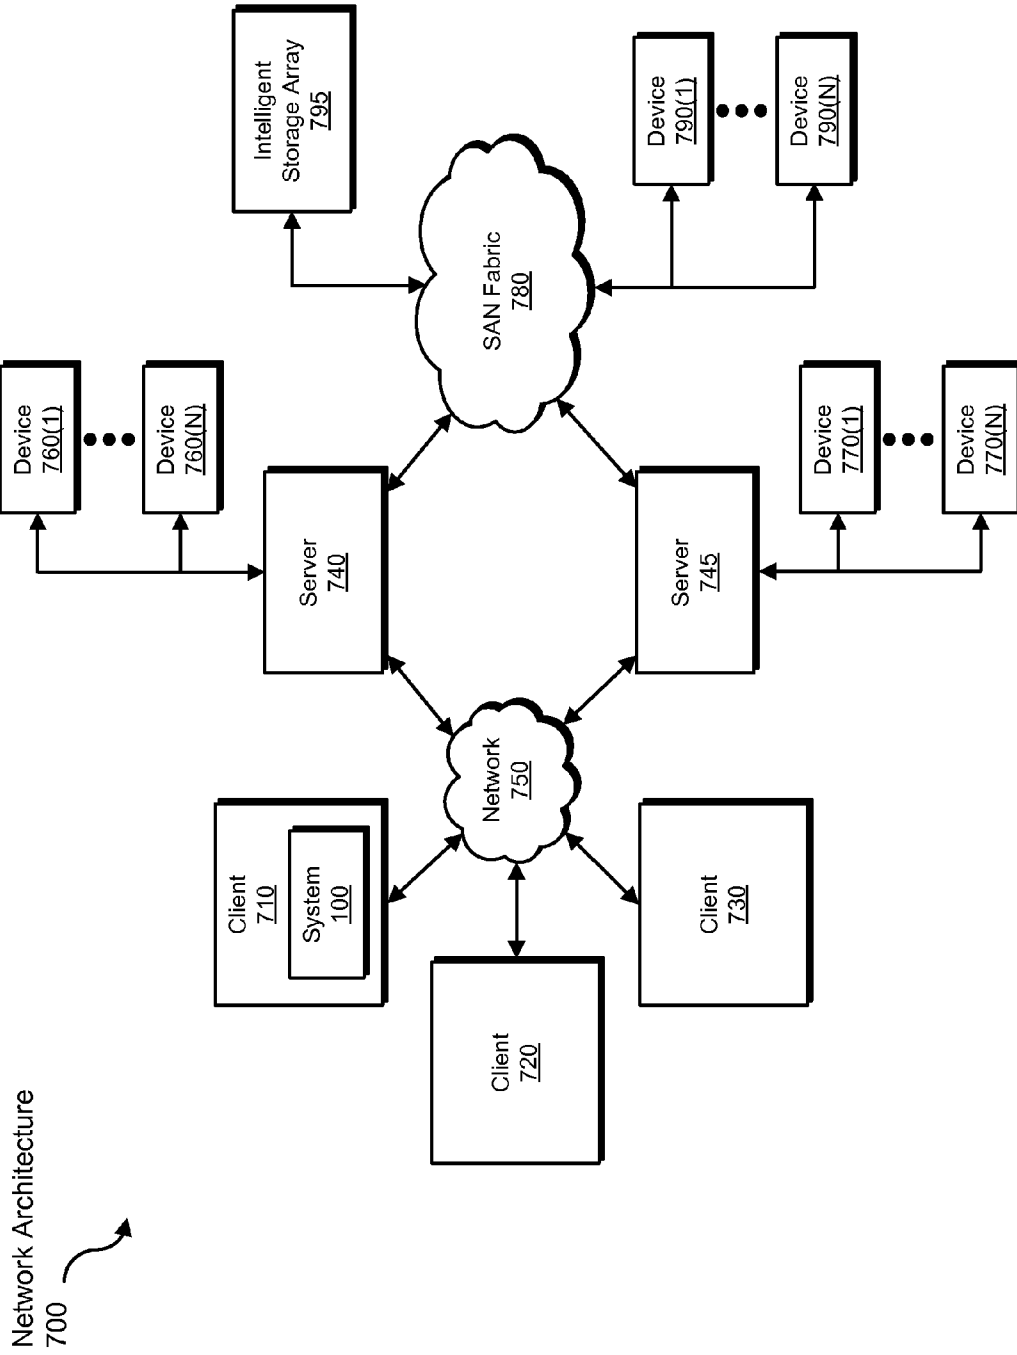 Network Architecture
700
Client
710
System
100
Client
720
Client
730
Network
750
Server
740
Server
745
Device
760(1)
Device
760(N)
Device
770(1)
Device
770(N)
SAN Fabric
780
Intelligent
Storage Array
795
Device
790(1)
Device
790(N)